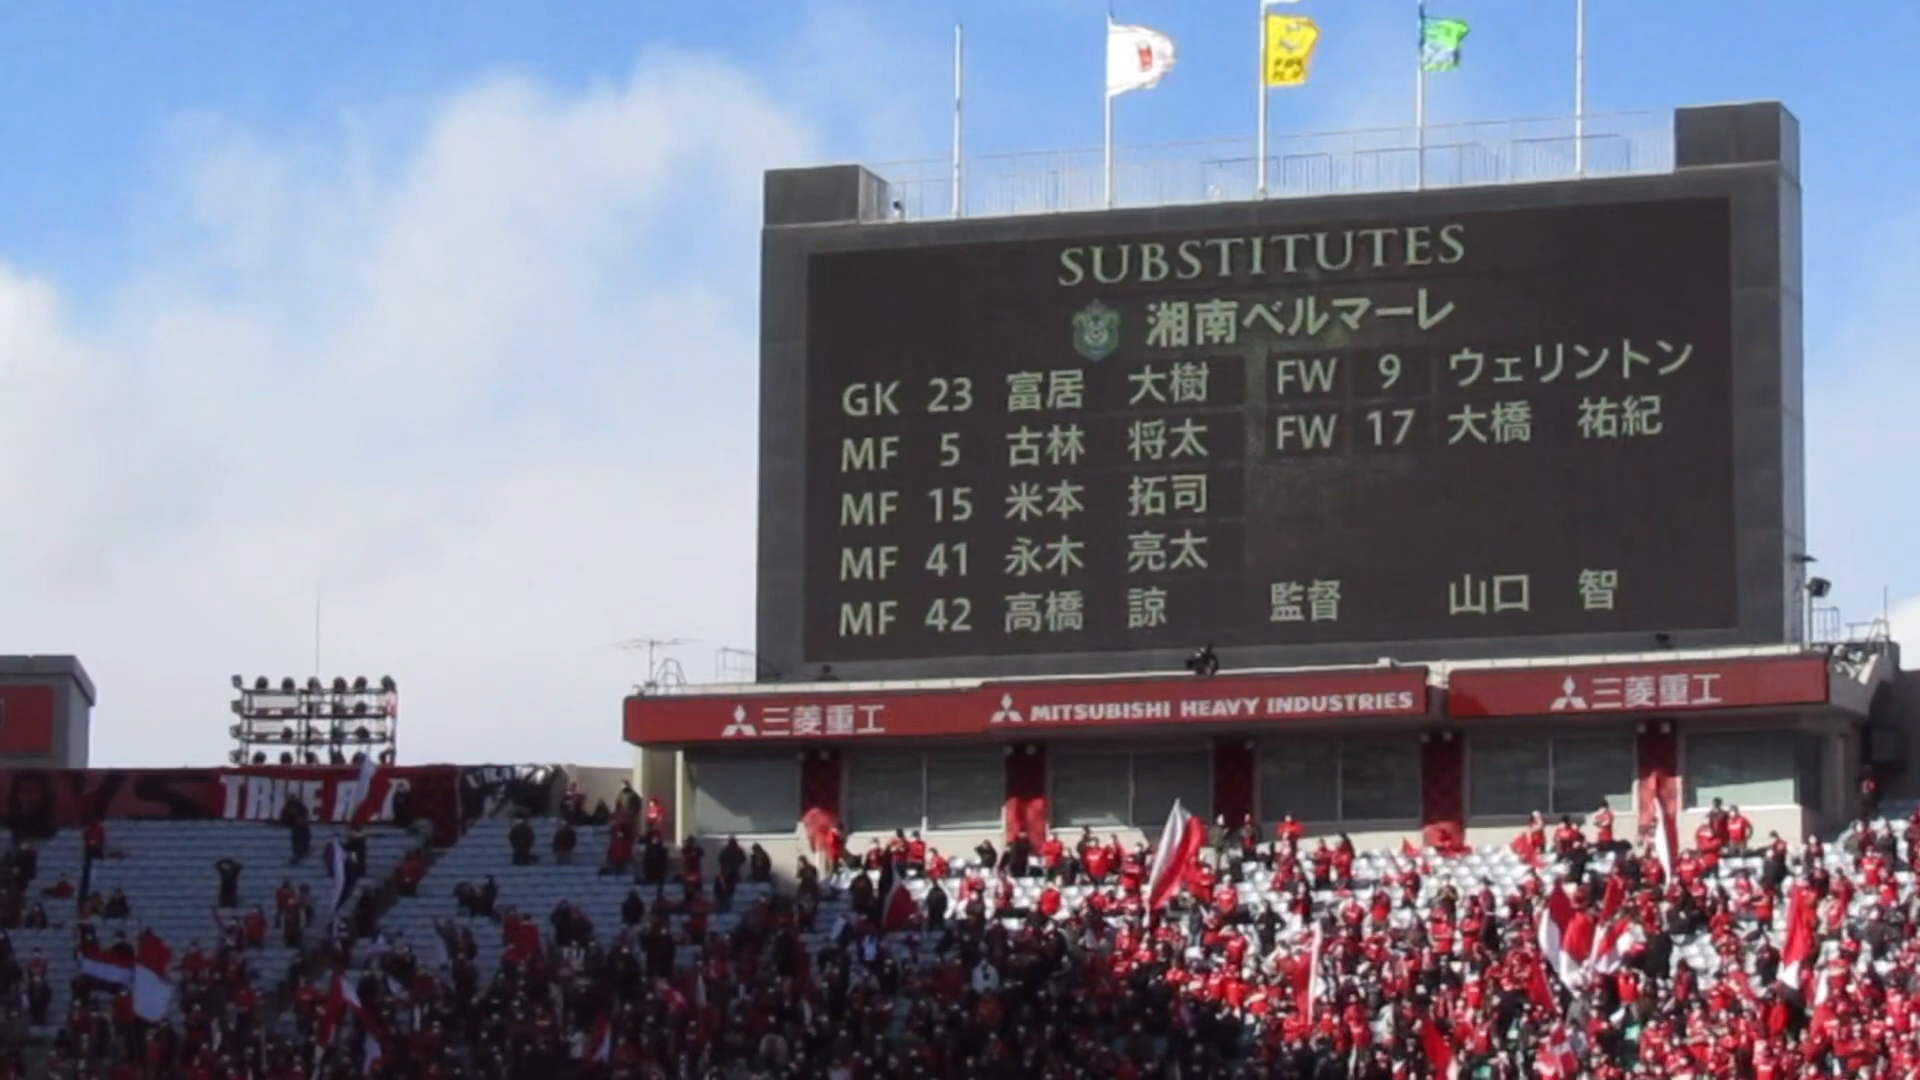 SUBSTITUTES
湘南ベルマーレ
GK 23 富居 大樹 FW 9 ウェリントン
MF 5 古林 将太 FW 17 大橋 祐紀
MF 15 米本 拓司
MF 41 永木 亮太
MF 42 高橋 諒 監督 山口 智
三菱重工 MITSUBISHI HEAVY INDUSTRIES 三菱重工
TRUE